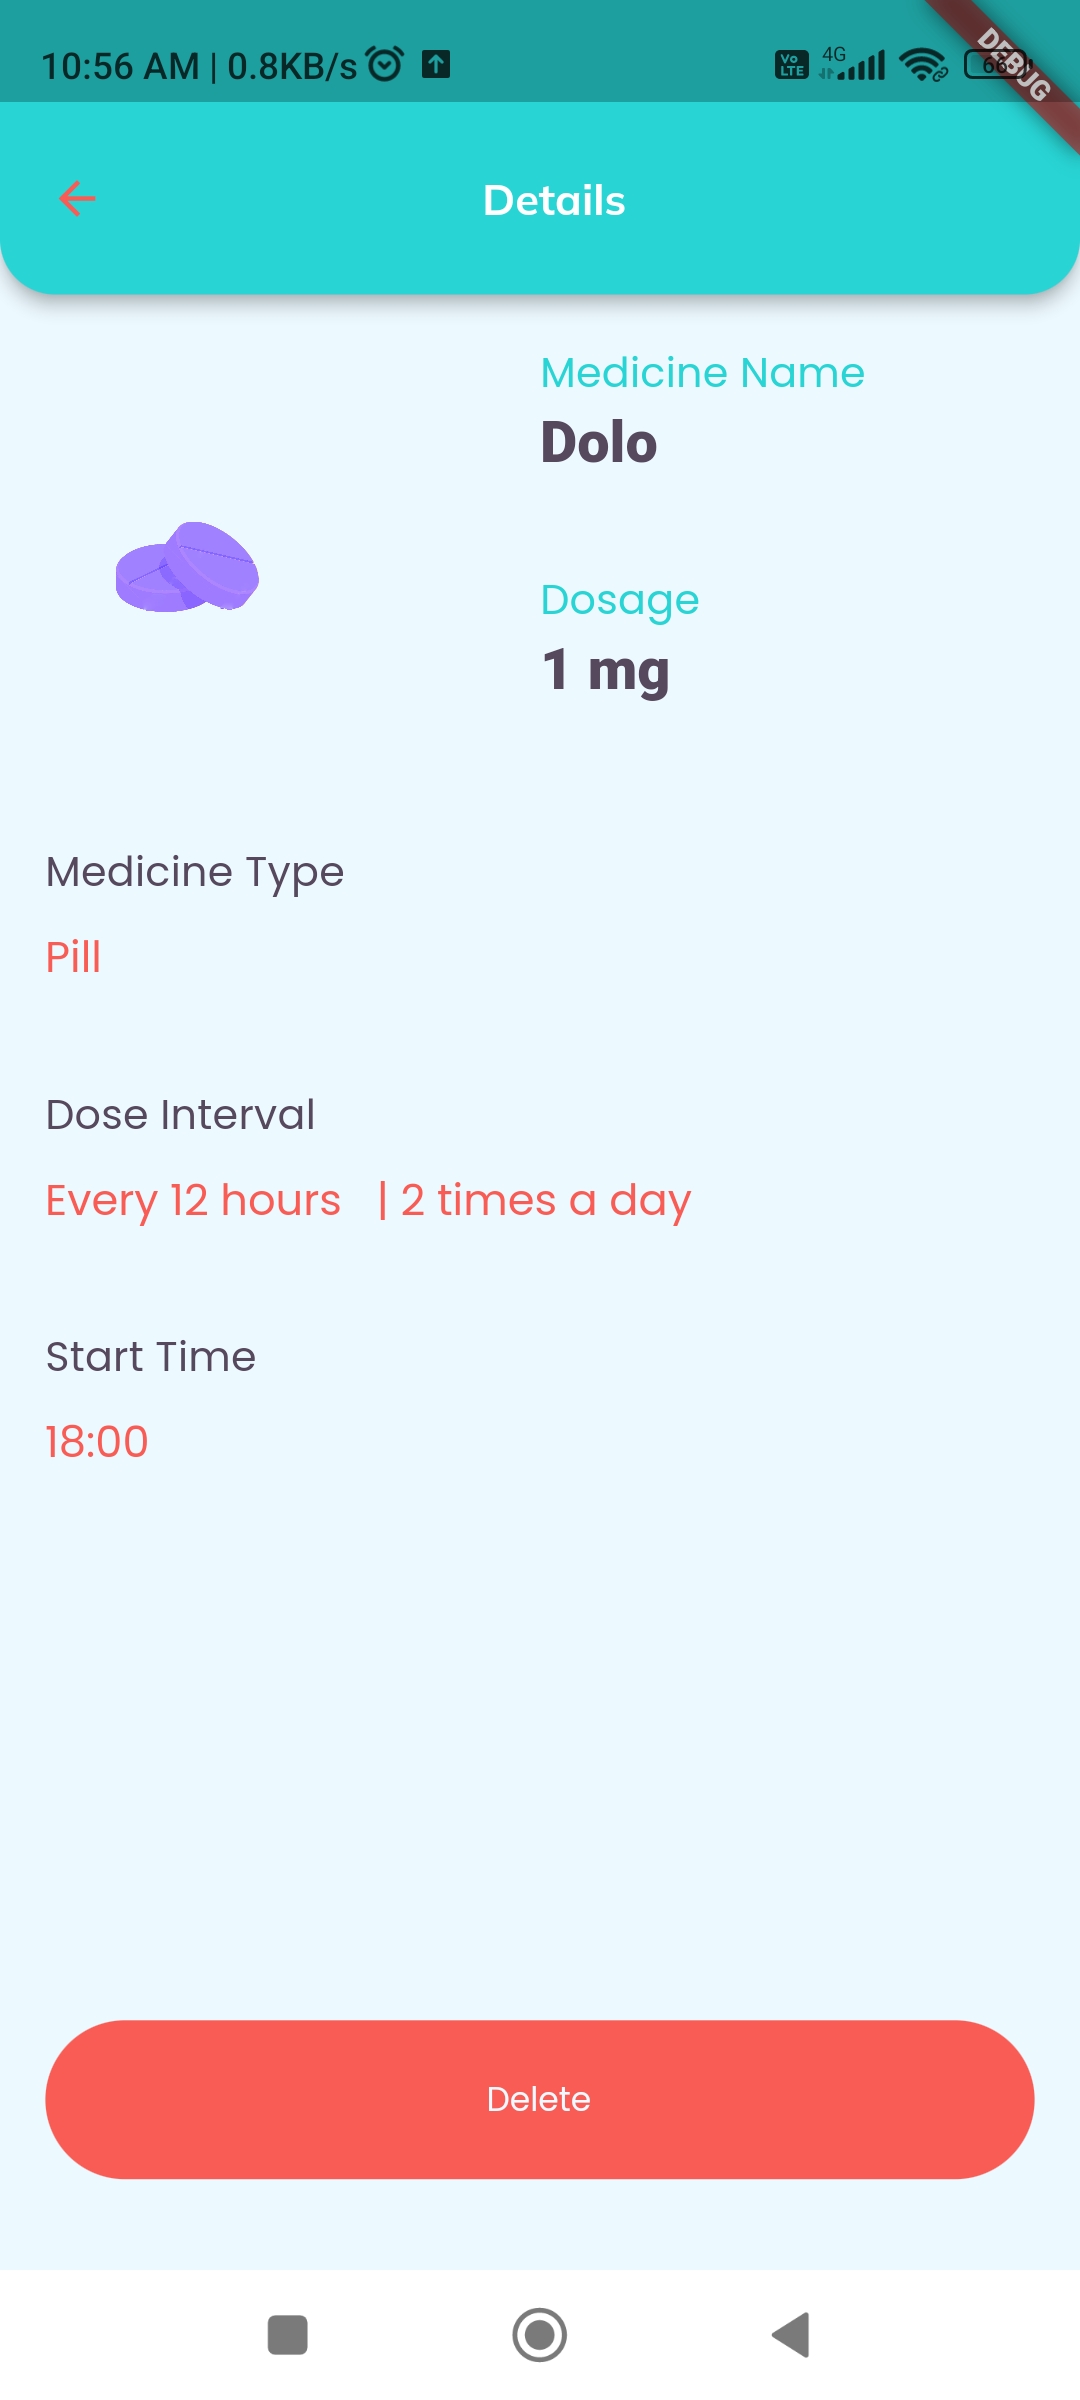 10:56 AM | 0.8KB/s
Vo LTE
4G
66
DEBUG
Details
Medicine Name
Dolo
Dosage
1 mg
Medicine Type
Pill
Dose Interval
Every 12 hours | 2 times a day
Start Time
18:00
Delete